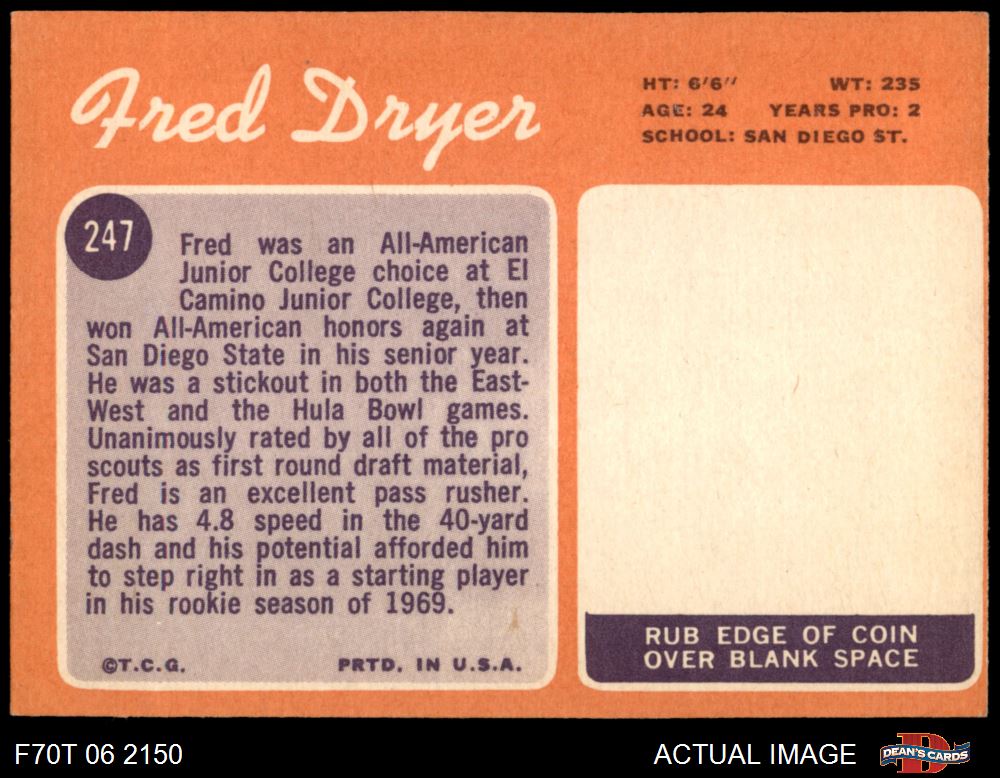 Fred Dryer
HT: 6'6" WT: 235
AGE: 24 YEARS PRO: 2
SCHOOL: SAN DIEGO ST.
247
Fred was an All-American
Junior College choice at El
Camino Junior College, then
won All-American honors again at
San Diego State in his senior year.
He was a stickout in both the East-
West and the Hula Bowl games.
Unanimously rated by all of the pro
scouts as first round draft material,
Fred is an excellent pass rusher.
He has 4.8 speed in the 40-yard
dash and his potential afforded him
to step right in as a starting player
in his rookie season of 1969.
©T.C.G. PRTD. IN U.S.A.
RUB EDGE OF COIN
OVER BLANK SPACE
F70T 06 2150
ACTUAL IMAGE
DEAN'S CARDS